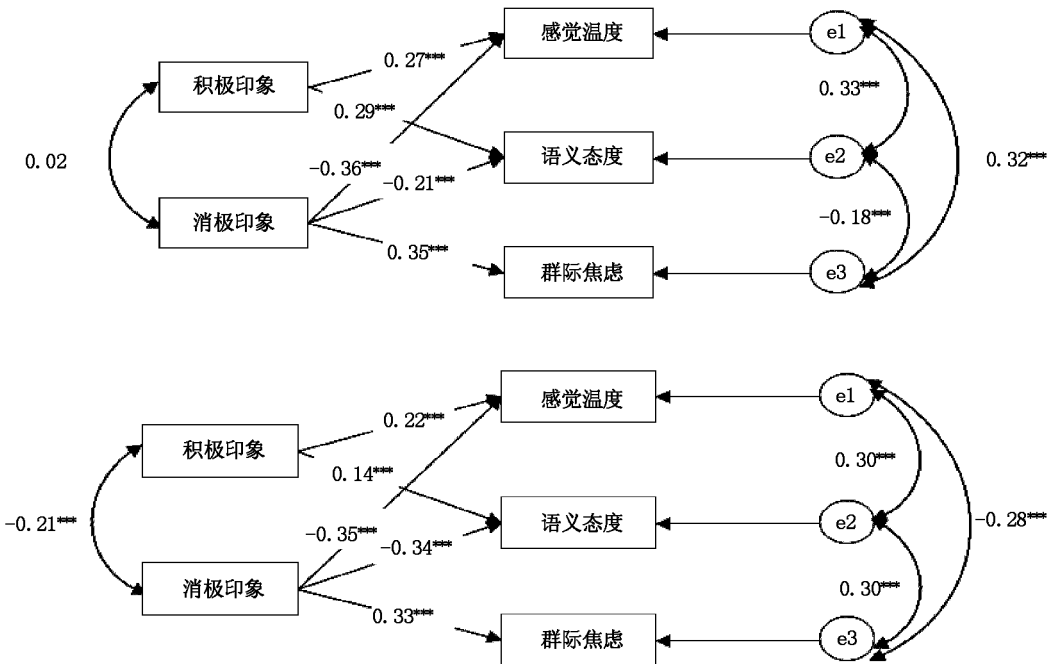 感觉温度
e1
0.27***
积极印象
0.33***
0.29***
0.02
语义态度
e2
0.32***
-0.36***
-0.21***
消极印象
-0.18***
0.35***
群际焦虑
e3
感觉温度
e1
0.22***
积极印象
0.30***
0.14***
-0.21***
语义态度
e2
-0.28***
-0.35***
-0.34***
消极印象
0.30***
0.33***
群际焦虑
e3